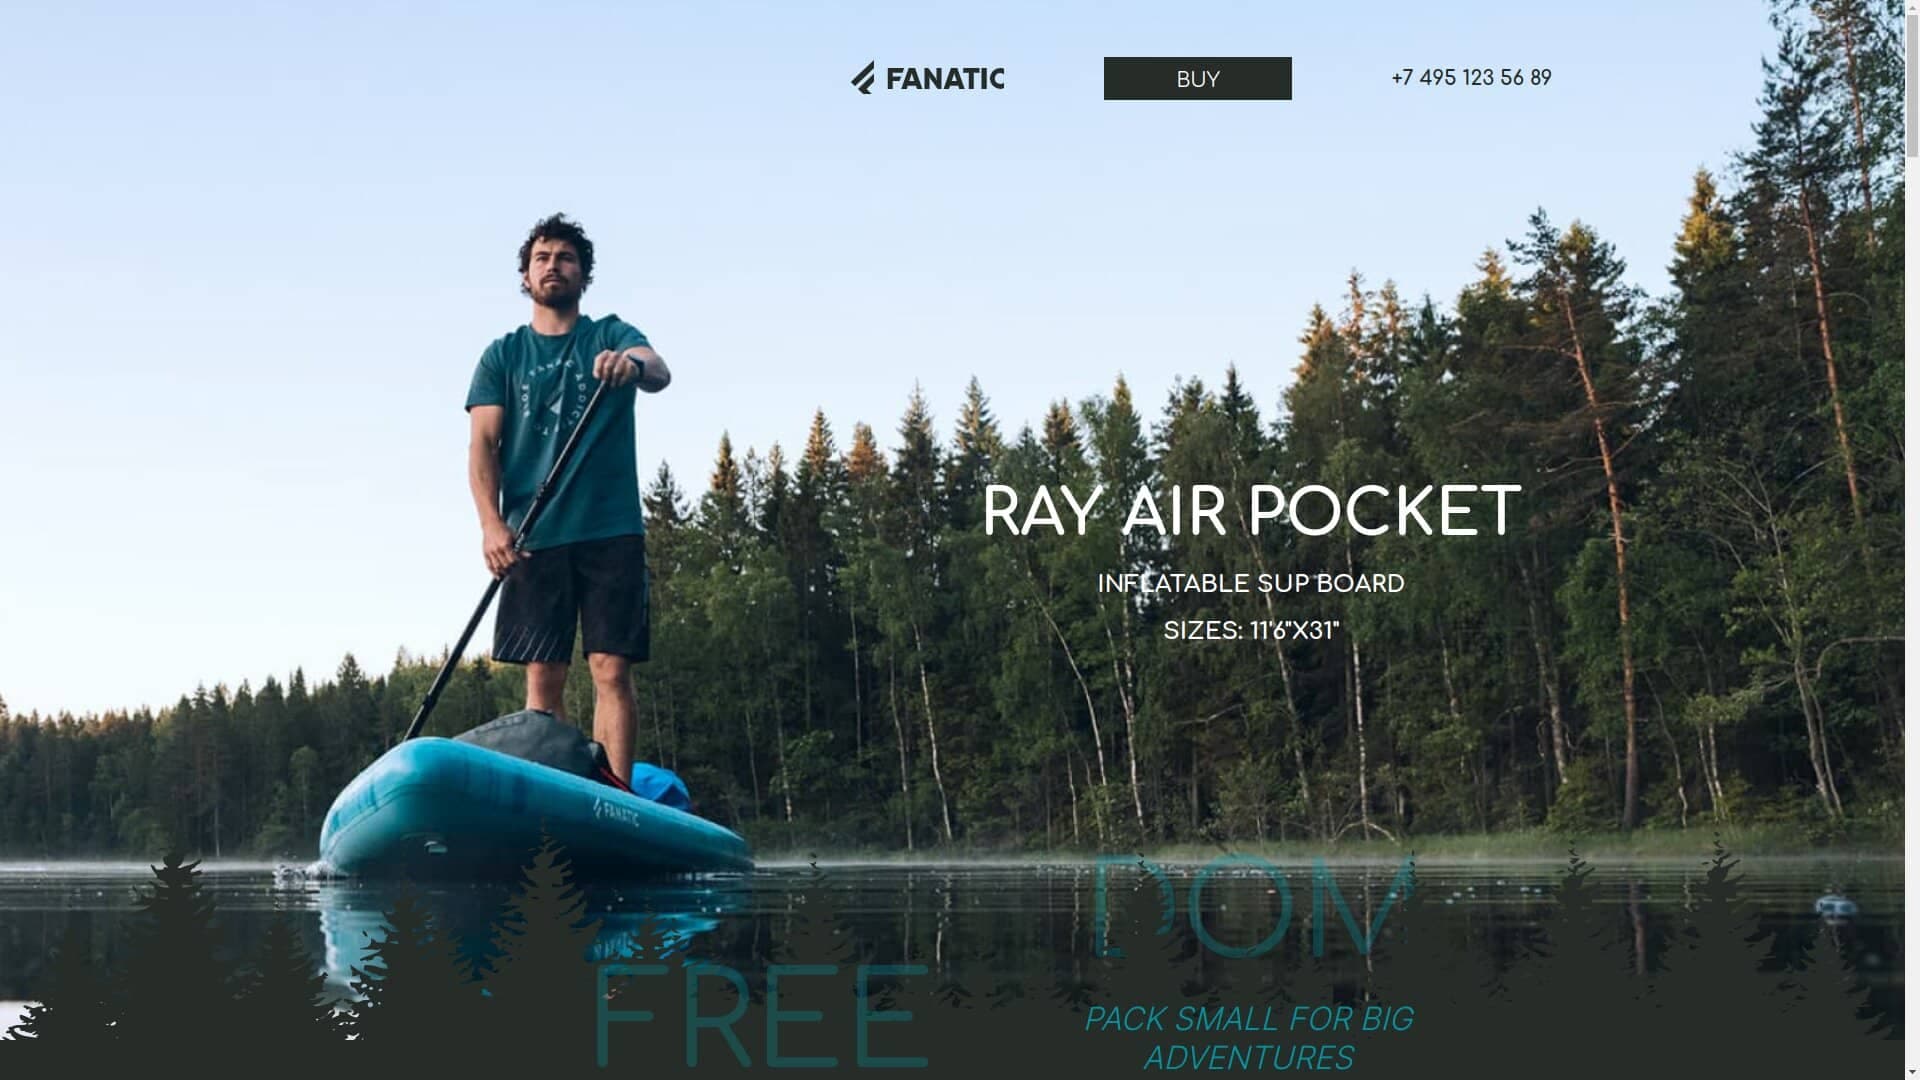 FANATIC
BUY
+7 495 123 56 89
RAY AIR POCKET
INFLATABLE SUP BOARD
SIZES: 11'6"X31"
FANATIC
DOM
FREE
PACK SMALL FOR BIG
ADVENTURES